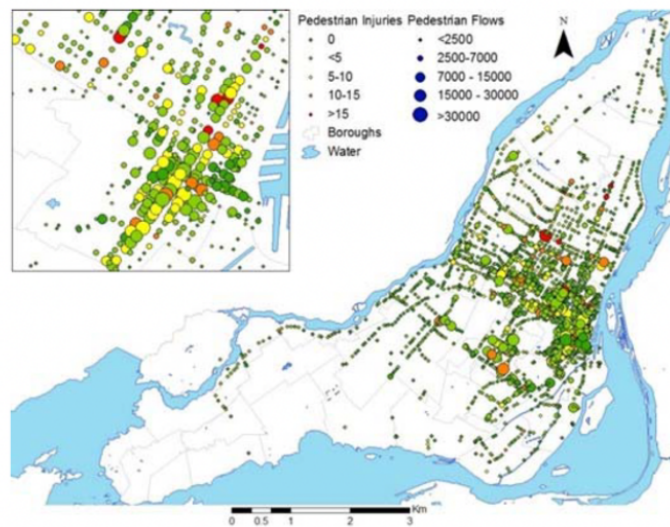 Pedestrian Injuries Pedestrian Flows
0 <2500
<5 2500-7000
5-10 7000 - 15000
10-15 15000 - 30000
>15 >30000
Boroughs
Water
N
Km
0 0.5 1 2 3